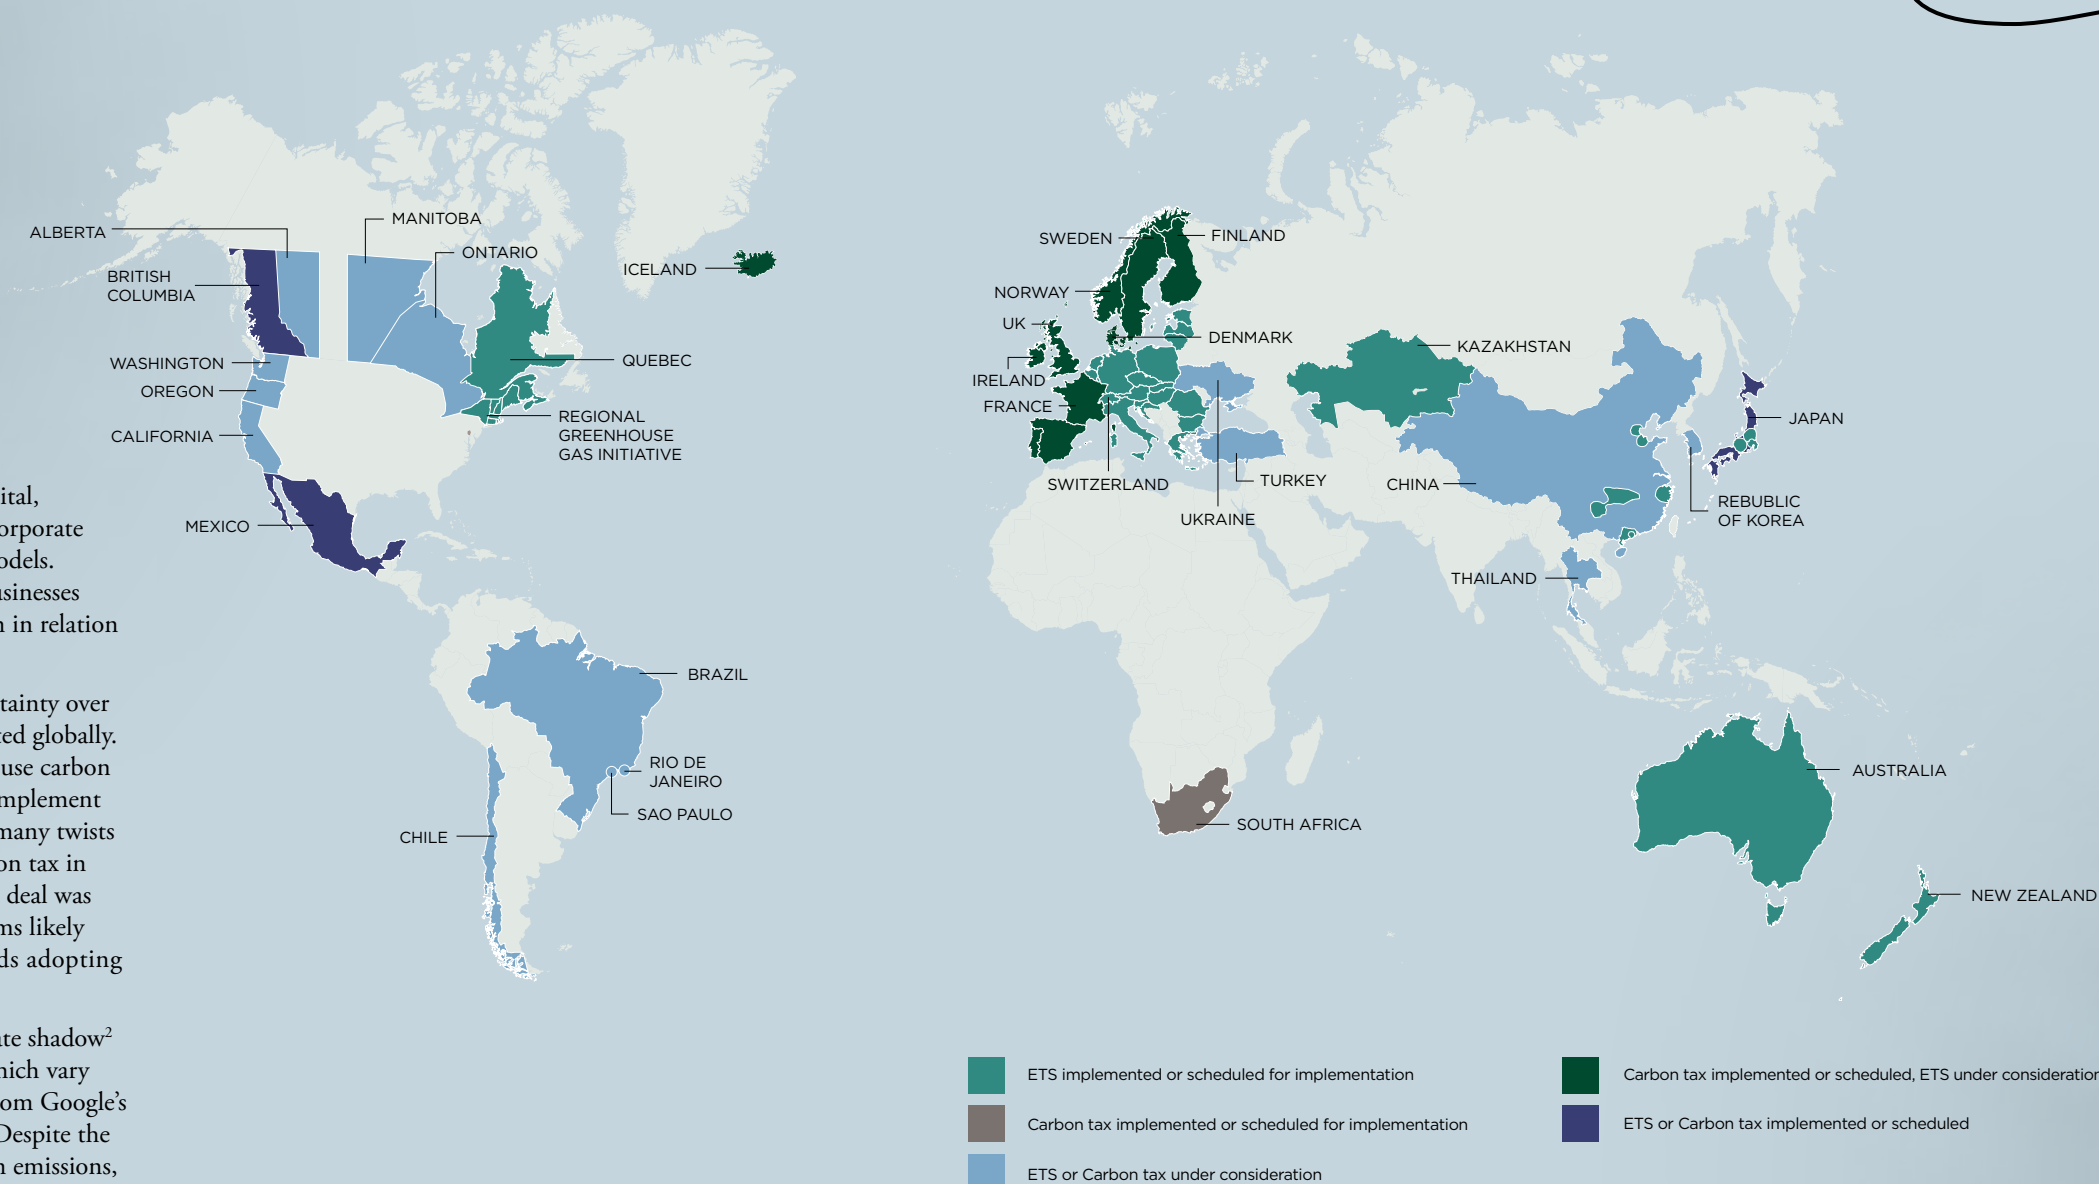 ALBERTA
MANITOBA
ONTARIO
BRITISH
COLUMBIA
ICELAND
WASHINGTON
OREGON
CALIFORNIA
QUEBEC
REGIONAL
GREENHOUSE
GAS INITIATIVE
MEXICO
BRAZIL
RIO DE
JANEIRO
SAO PAULO
CHILE
SWEDEN
FINLAND
NORWAY
UK
DENMARK
IRELAND
FRANCE
SWITZERLAND
UKRAINE
TURKEY
KAZAKHSTAN
CHINA
JAPAN
REBUBLIC
OF KOREA
THAILAND
SOUTH AFRICA
AUSTRALIA
NEW ZEALAND
ital,
orporate
odels.
usinesses
n in relation
tainty over
ted globally.
use carbon
mplement
many twists
on tax in
deal was
ms likely
ds adopting
ate shadow2
hich vary
om Google's
Despite the
n emissions,
ETS implemented or scheduled for implementation
Carbon tax implemented or scheduled for implementation
ETS or Carbon tax under consideration
Carbon tax implemented or scheduled, ETS under consideration
ETS or Carbon tax implemented or scheduled